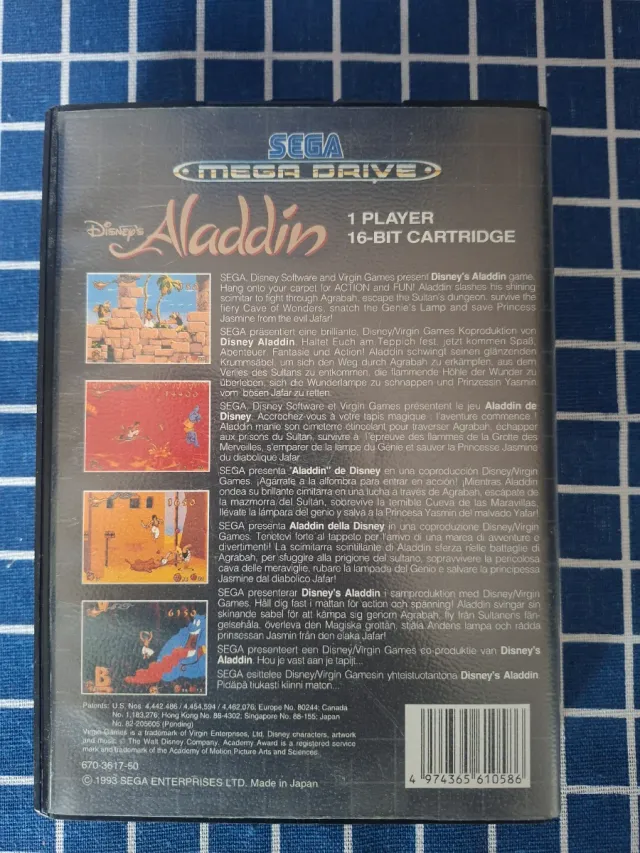 SEGA
MEGA DRIVE
Disney's Aladdin
1 PLAYER
16-BIT CARTRIDGE
SEGA, Disney Software and Virgin Games present Disney's Aladdin game.
Hang onto your carpet for ACTION and FUN! Aladdin slashes his shining
scimitar to fight through Agrabah, escape the Sultan's dungeon, survive the
fiery Cave of Wonders, snatch the Genie's Lamp and save Princess
Jasmine from the evil Jafar!
SEGA präsentiert eine brillante, Disney/Virgin Games Koproduktion von
Disney Aladdin. Haltet Euch am Teppich fest, jetzt kommen Spaß,
Abenteuer, Fantasie und Action! Aladdin schwingt seinen glänzenden
Krummsäbel, um sich den Weg durch Agrabah zu erkämpfen, aus dem
Verlies des Sultans zu entkommen, die flammende Höhle der Wunder zu
überleben, sich die Wunderlampe zu schnappen und Prinzessin Yasmin
vom bösen Jafar zu retten.
SEGA, Disney Software et Virgin Games présentent le jeu Aladdin de
Disney. Accrochez-vous à votre tapis magique : l'aventure commence !
Aladdin manie son cimeterre étincelant pour traverser Agrabah, échapper
aux prisons du Sultan, survivre à l'épreuve des flammes de la Grotte des
Merveilles, s'emparer de la lampe du Génie et sauver la Princesse Jasmine
du diabolique Jafar...
SEGA presenta "Aladdin" de Disney en una coproducción Disney/Virgin
Games. ¡Agárrate a la alfombra para entrar en acción! ¡Mientras Aladdin
ondea su brillante cimitarra en una lucha a través de Agrabah, escápate de
la mazmorra del Sultán, sobrevive la temible Cueva de las Maravillas,
llévate la lámpara del genio y salva a la Princesa Yasmin del malvado Yafar!
SEGA presenta Aladdin della Disney in una coproduzione Disney/Virgin
Games. Tenetevi forte al tappeto per l'arrivo di una marea di avventure e
divertimenti! La scimitarra scintillante di Aladdin sferza nelle battaglie di
Agrabah, per sfuggire alla prigione del sultano, sopravvivere la pericolosa
cava delle meraviglie, rubare la lampada del Genio e salvare la principessa
Jasmine dal diabolico Jafar!
SEGA presenterar Disney's Aladdin i samproduktion med Disney/Virgin
Games. Håll dig fast i mattan för action och spänning! Aladdin svingar sin
skinande sabel för att kämpa sig genom Agrabah, fly från Sultanens fän-
gelsehåla, överleva den Magiska grottan, stjäla Andens lampa och rädda
prinsessan Jasmin från den elaka Jafar!
SEGA presenteert een Disney/Virgin Games co-produktie van Disney's
Aladdin. Hou je vast aan je tapijt...
SEGA esittelee Disney/Virgin Gamesin yhteistuotantona Disney's Aladdin
Pidäpä tiukasti kiinni maton...
Patents: U.S. Nos. 4,442,486 / 4,454,594 / 4,462,076; Europe No. 80244; Canada
No. 1,183,276; Hong Kong No. 88-4302; Singapore No. 88-155; Japan
No. 82-205605 (Pending)
Virgin Games is a trademark of Virgin Enterprises, Ltd. Disney characters, artwork
and music: © The Walt Disney Company. Academy Award is a registered service
mark and trademark of the Academy of Motion Picture Arts and Sciences.
670-3617-50
© 1993 SEGA ENTERPRISES LTD. Made in Japan
4 974365 610586